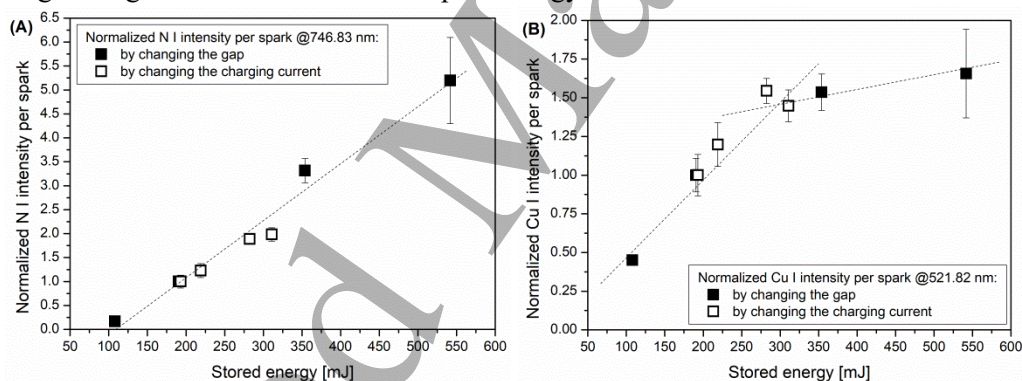 (A)
Normalized N I intensity per spark @746.83 nm:
by changing the gap
by changing the charging current
Normalized N I intensity per spark
6.5
6.0
5.5
5.0
4.5
4.0
3.5
3.0
2.5
2.0
1.5
1.0
0.5
0.0
50 100 150 200 250 300 350 400 450 500 550 600
Stored energy [mJ]
(B)
Normalized Cu I intensity per spark
2.00
1.75
1.50
1.25
1.00
0.75
0.50
0.25
0.00
Normalized Cu I intensity per spark @521.82 nm:
by changing the gap
by changing the charging current
50 100 150 200 250 300 350 400 450 500 550 600
Stored energy [mJ]